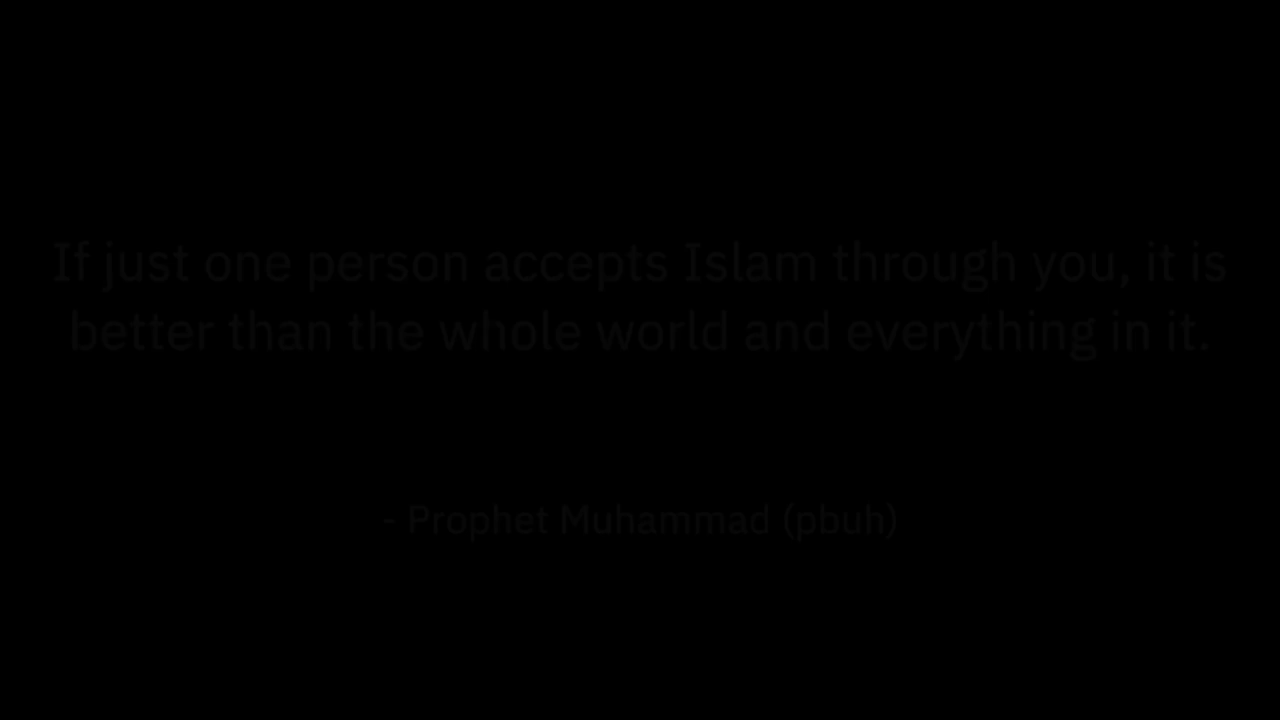 If just one person accepts Islam through you, it is
better than the whole world and everything in it.
- Prophet Muhammad (pbuh)